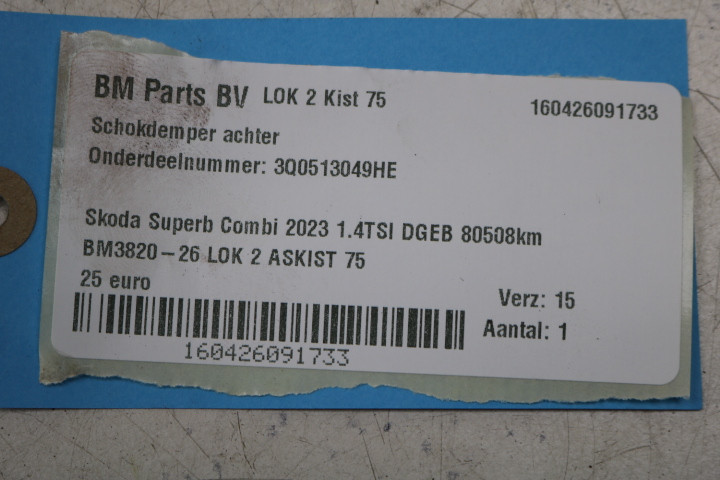 BM Parts BV LOK 2 Kist 75 160426091733
Schokdemper achter
Onderdeelnummer: 3Q0513049HE
Skoda Superb Combi 2023 1.4TSI DGEB 80508km
BM3820-26 LOK 2 ASKIST 75
25 euro
Verz: 15
Aantal: 1
160426091733